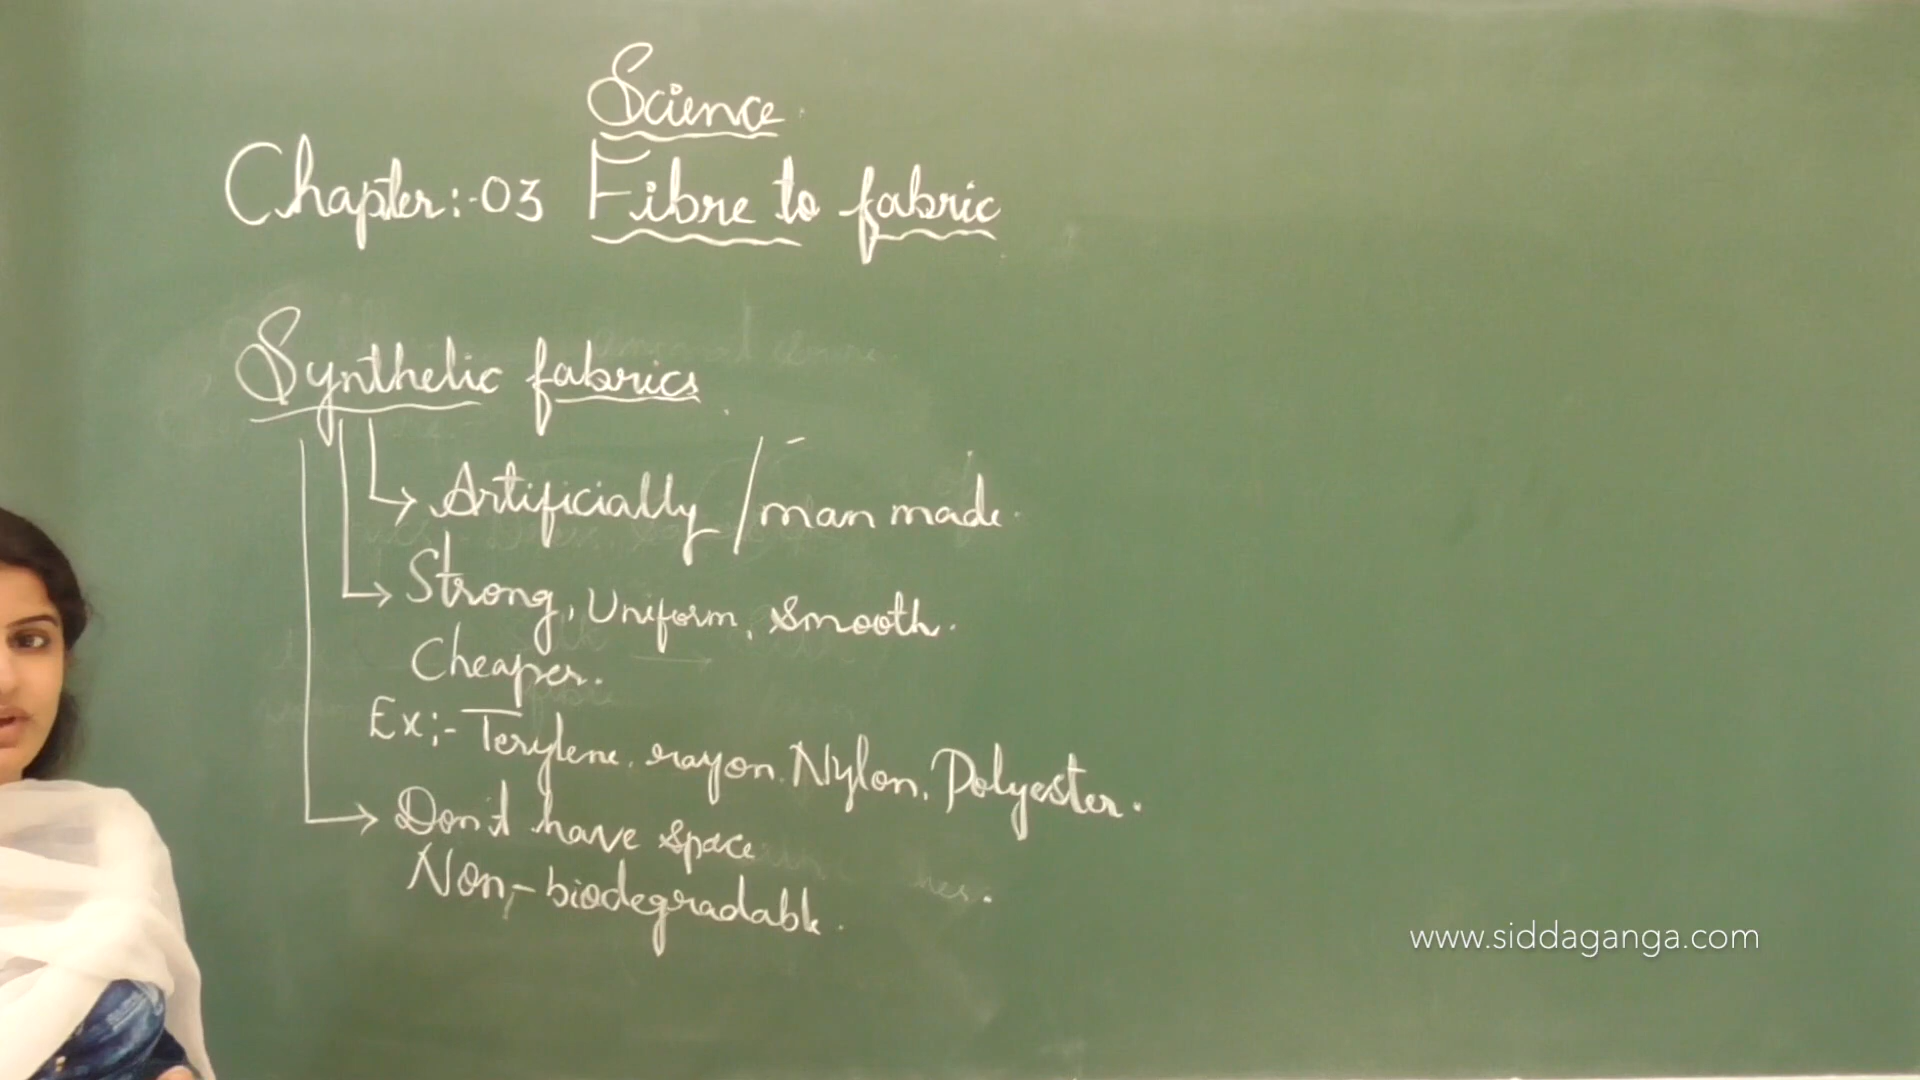 Science
Chapter:-03 Fibre to fabric
Synthetic fabrics
Artificially / man made.
Strong, Uniform, Smooth.
Cheaper.
Ex:- Terylene, rayon, Nylon, Polyester.
Don't have space
Non-biodegradable.
www.siddaganga.com